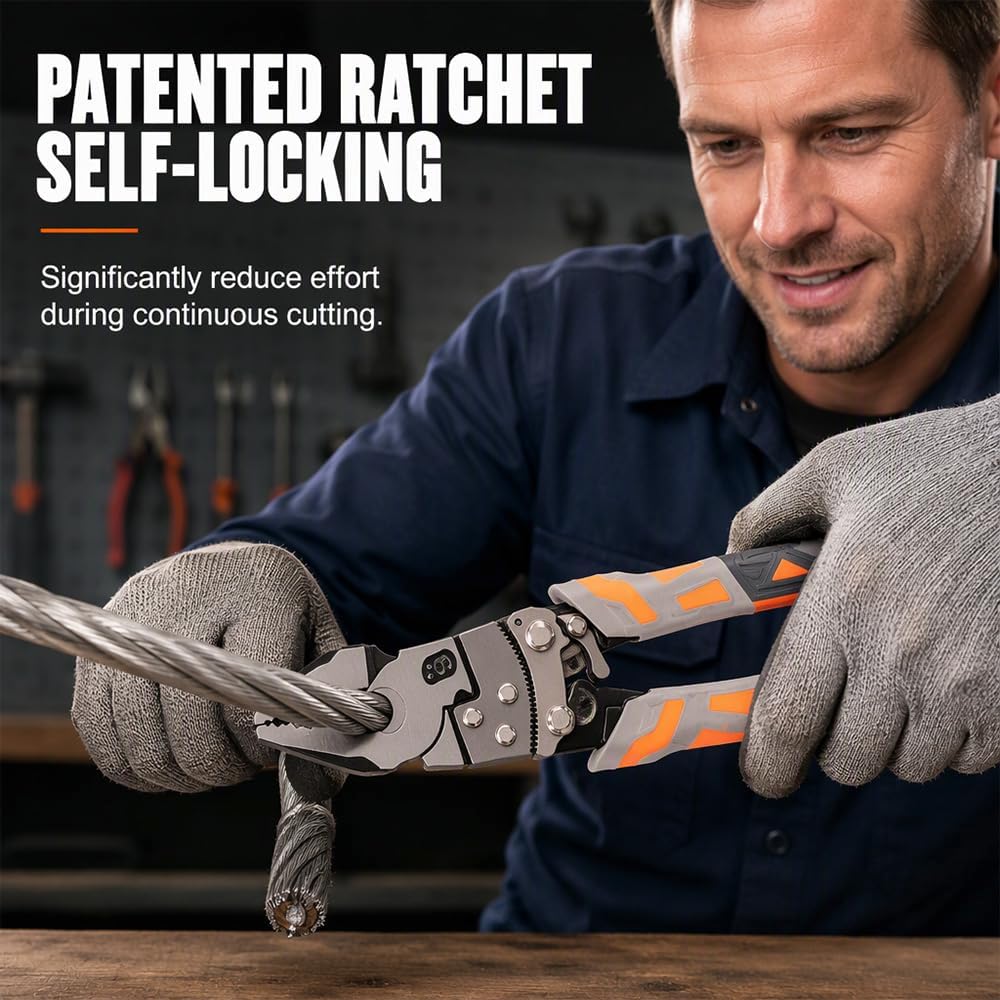 PATENTED RATCHET
SELF-LOCKING
Significantly reduce effort
during continuous cutting.